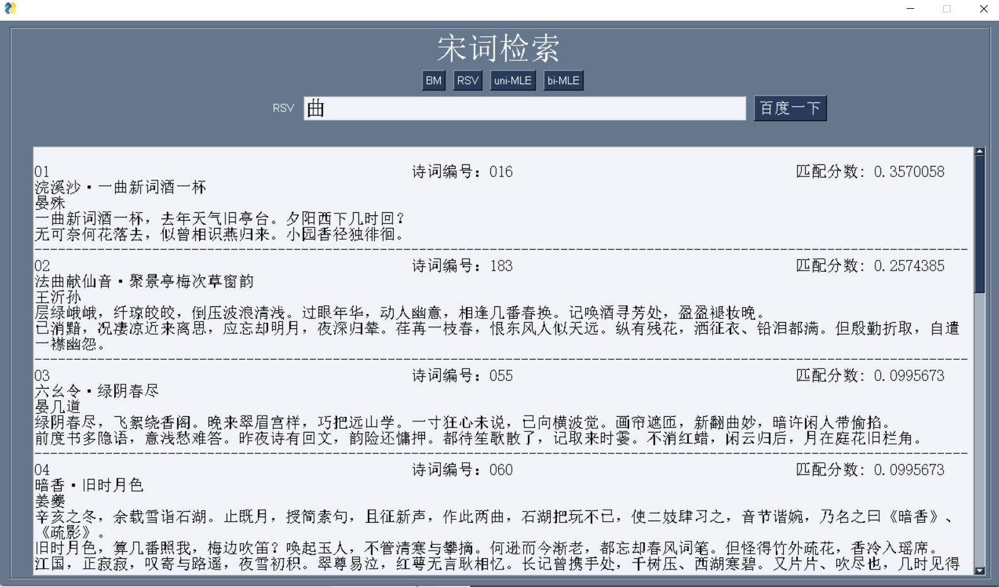 宋词检索
BM RSV uni-MLE bi-MLE
RSV 曲 百度一下
01 诗词编号：016 匹配分数: 0.3570058
浣溪沙·一曲新词酒一杯
晏殊
一曲新词酒一杯，去年天气旧亭台。夕阳西下几时回？
无可奈何花落去，似曾相识燕归来。小园香径独徘徊。
--------------------------------------------------------------------------------
02 诗词编号：183 匹配分数: 0.2574385
法曲献仙音·聚景亭梅次草窗韵
王沂孙
层绿峨峨，纤琼皎皎，倒压波浪清浅。过眼年华，动人幽意，相逢几番春换。记唤酒寻芳处，盈盈褪妆晚。
已消黯，况凄凉近来离思，应忘却明月，夜深归辇。荏苒一枝春，恨东风人似天远。纵有残花，洒征衣、铅泪都满。但殷勤折取，自遣
一襟幽怨。
--------------------------------------------------------------------------------
03 诗词编号：055 匹配分数: 0.0995673
六幺令·绿阴春尽
晏几道
绿阴春尽，飞絮绕香阁。晚来翠眉宫样，巧把远山学。一寸狂心未说，已向横波觉。画帘遮匝，新翻曲妙，暗许闲人带偷掐。
前度书多隐语，意浅愁难答。昨夜诗有回文，韵险还慵押。都待笙歌散了，记取来时霎。不消红蜡，闲云归后，月在庭花旧栏角。
--------------------------------------------------------------------------------
04 诗词编号：060 匹配分数: 0.0995673
暗香·旧时月色
姜夔
辛亥之冬，余载雪诣石湖。止既月，授简索句，且征新声，作此两曲，石湖把玩不已，使二妓肄习之，音节谐婉，乃名之曰《暗香》、
《疏影》。
旧时月色，算几番照我，梅边吹笛？唤起玉人，不管清寒与攀摘。何逊而今渐老，都忘却春风词笔。但怪得竹外疏花，香冷入瑶席。
江国，正寂寂，叹寄与路遥，夜雪初积。翠尊易泣，红萼无言耿相忆。长记曾携手处，千树压、西湖寒碧。又片片、吹尽也，几时见得